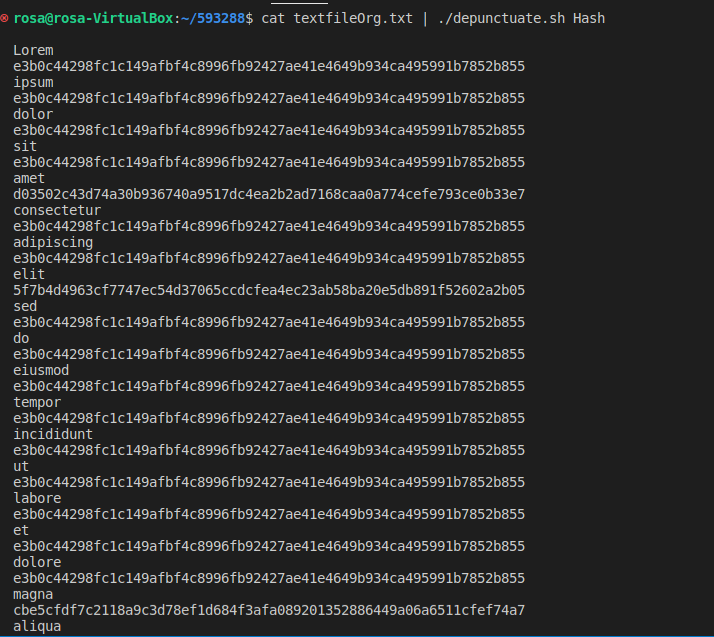 rosa@rosa-VirtualBox:~/593288$ cat textfileOrg.txt | ./depunctuate.sh Hash
Lorem
e3b0c44298fc1c149afbf4c8996fb92427ae41e4649b934ca495991b7852b855
ipsum
e3b0c44298fc1c149afbf4c8996fb92427ae41e4649b934ca495991b7852b855
dolor
e3b0c44298fc1c149afbf4c8996fb92427ae41e4649b934ca495991b7852b855
sit
e3b0c44298fc1c149afbf4c8996fb92427ae41e4649b934ca495991b7852b855
amet
d03502c43d74a30b936740a9517dc4ea2b2ad7168caa0a774cefe793ce0b33e7
consectetur
e3b0c44298fc1c149afbf4c8996fb92427ae41e4649b934ca495991b7852b855
adipiscing
e3b0c44298fc1c149afbf4c8996fb92427ae41e4649b934ca495991b7852b855
elit
5f7b4d4963cf7747ec54d37065ccdcfea4ec23ab58ba20e5db891f52602a2b05
sed
e3b0c44298fc1c149afbf4c8996fb92427ae41e4649b934ca495991b7852b855
do
e3b0c44298fc1c149afbf4c8996fb92427ae41e4649b934ca495991b7852b855
eiusmod
e3b0c44298fc1c149afbf4c8996fb92427ae41e4649b934ca495991b7852b855
tempor
e3b0c44298fc1c149afbf4c8996fb92427ae41e4649b934ca495991b7852b855
incididunt
e3b0c44298fc1c149afbf4c8996fb92427ae41e4649b934ca495991b7852b855
ut
e3b0c44298fc1c149afbf4c8996fb92427ae41e4649b934ca495991b7852b855
labore
e3b0c44298fc1c149afbf4c8996fb92427ae41e4649b934ca495991b7852b855
et
e3b0c44298fc1c149afbf4c8996fb92427ae41e4649b934ca495991b7852b855
dolore
e3b0c44298fc1c149afbf4c8996fb92427ae41e4649b934ca495991b7852b855
magna
cbe5cfdf7c2118a9c3d78ef1d684f3afa089201352886449a06a6511cfef74a7
aliqua